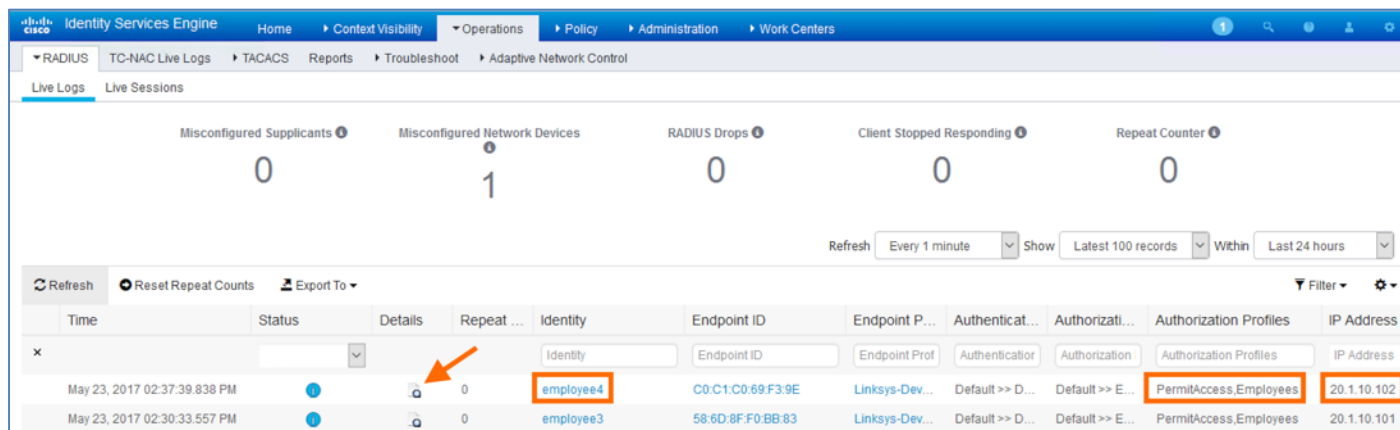 cisco Identity Services Engine Home Context Visibility Operations Policy Administration Work Centers 1
RADIUS TC-NAC Live Logs TACACS Reports Troubleshoot Adaptive Network Control
Live Logs Live Sessions
Misconfigured Supplicants Misconfigured Network Devices RADIUS Drops Client Stopped Responding Repeat Counter
0 1 0 0 0
Refresh Every 1 minute Show Latest 100 records Within Last 24 hours
Refresh Reset Repeat Counts Export To Filter
Time Status Details Repeat ... Identity Endpoint ID Endpoint P... Authenticat... Authorizati... Authorization Profiles IP Address
× Identity Endpoint ID Endpoint Prof Authentication Authorization Authorization Profiles IP Address
May 23, 2017 02:37:39.838 PM 0 employee4 C0:C1:C0:69:F3:9E Linksys-Dev... Default >> D... Default >> E... PermitAccess,Employees 20.1.10.102
May 23, 2017 02:30:33.557 PM 0 employee3 58:6D:8F:F0:BB:83 Linksys-Dev... Default >> D... Default >> E... PermitAccess,Employees 20.1.10.101